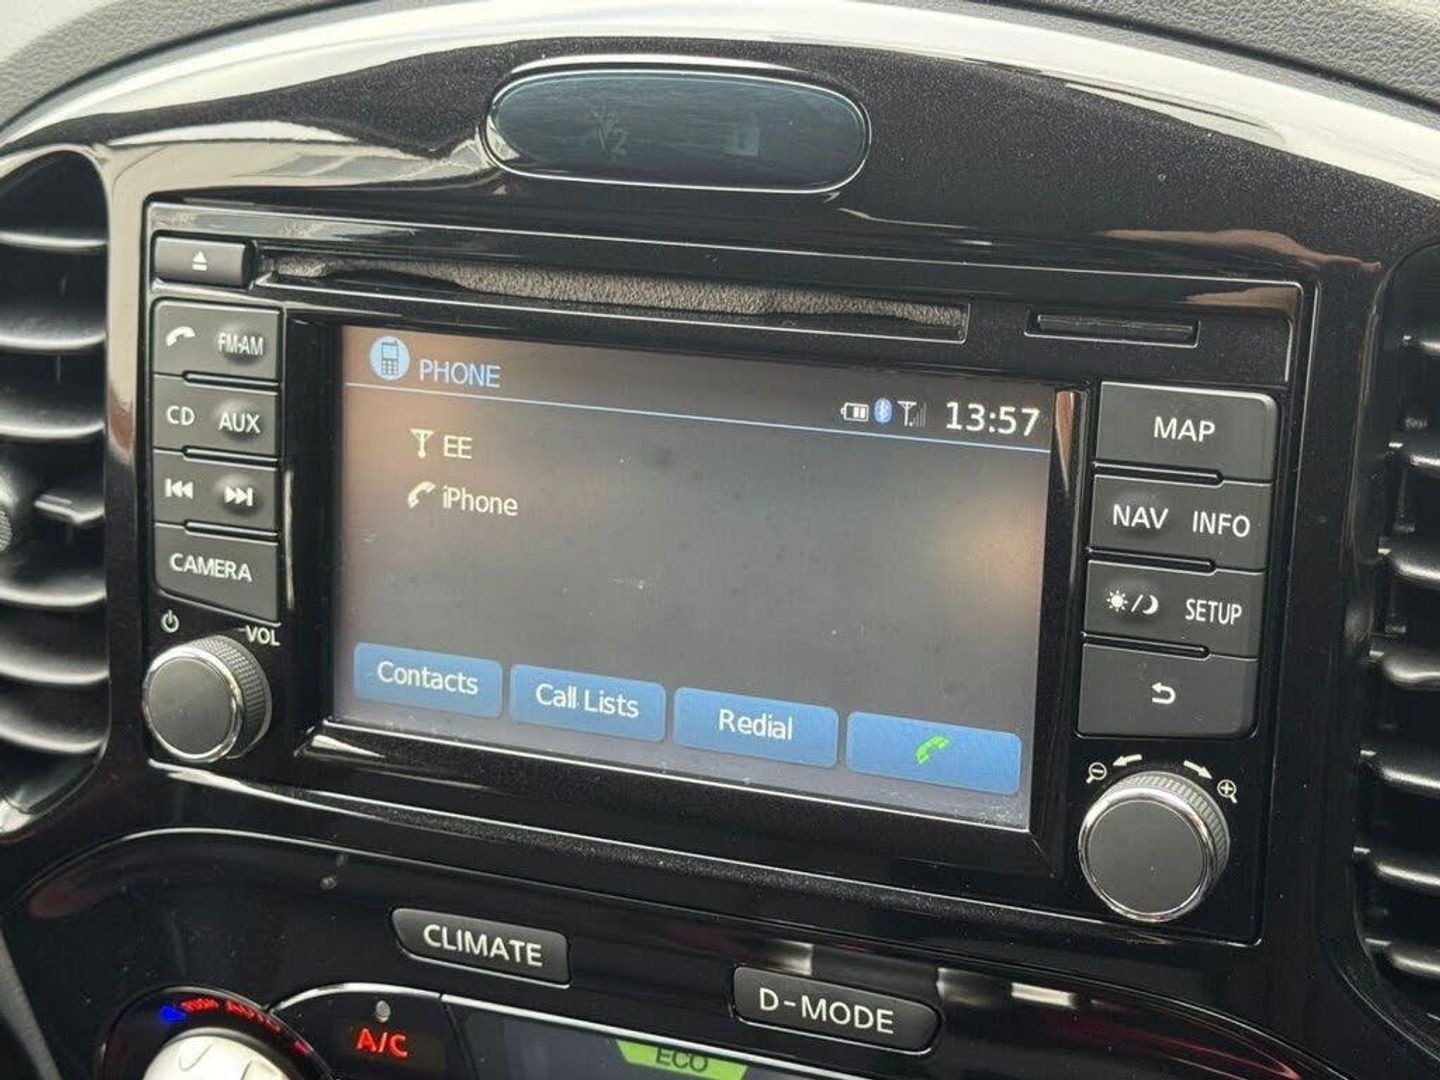 PHONE
13:57
EE
iPhone
Contacts
Call Lists
Redial
FM·AM
CD AUX
CAMERA
VOL
MAP
NAV INFO
SETUP
CLIMATE
D-MODE
A/C
ECO